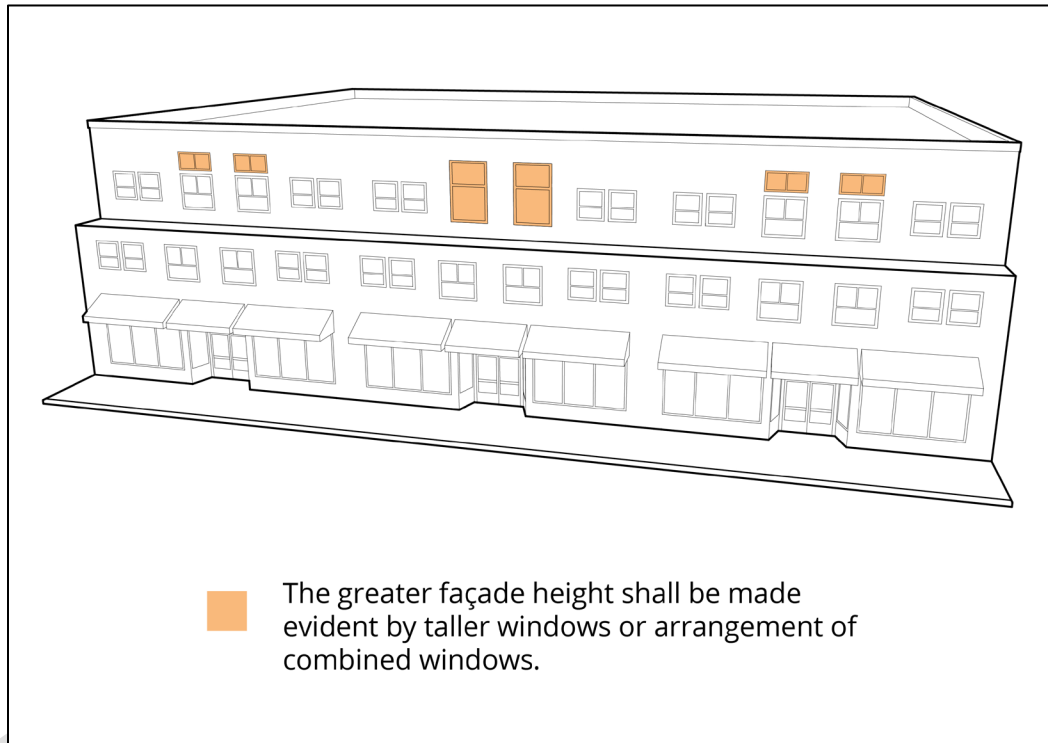 The greater façade height shall be made
evident by taller windows or arrangement of
combined windows.